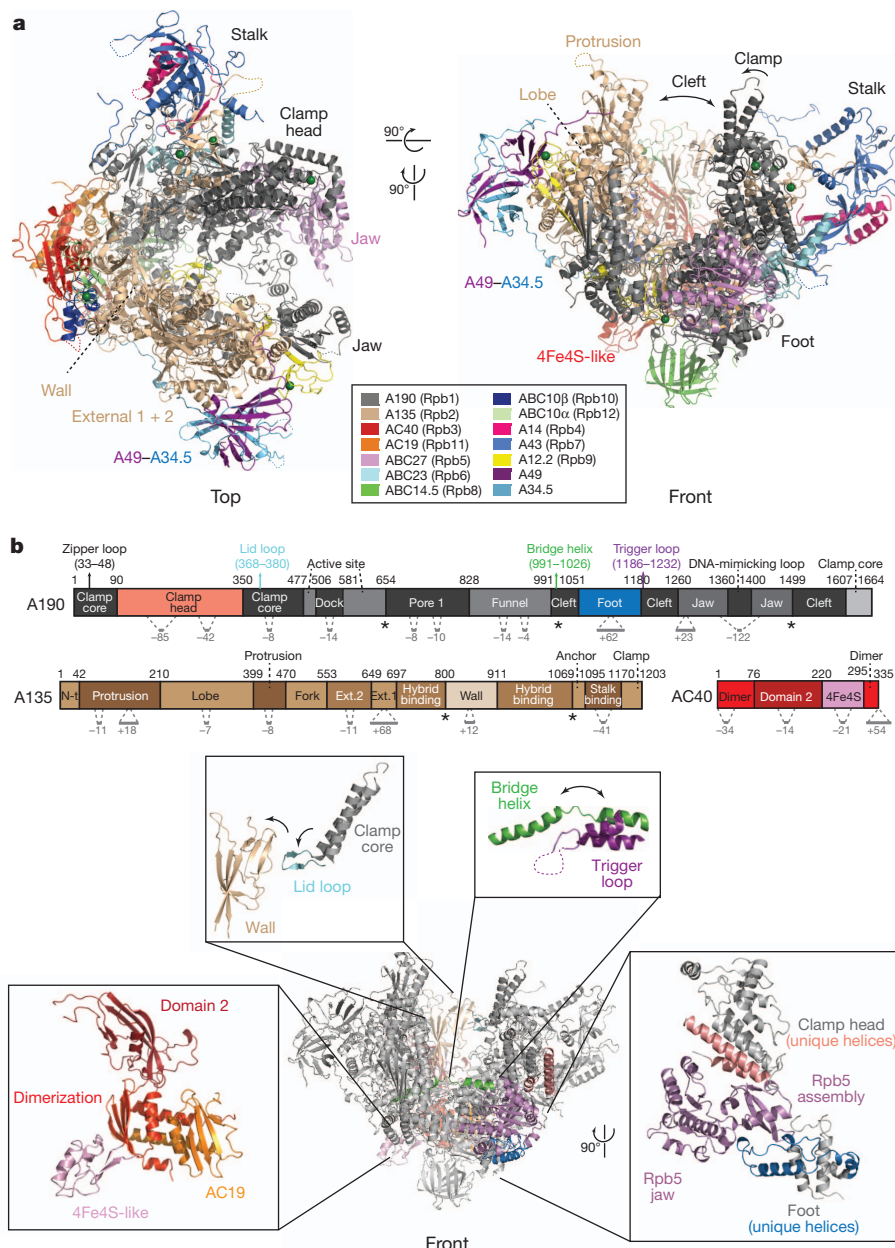 a
Stalk
Clamp
head
Jaw
Jaw
Wall
External 1 + 2
A49–A34.5
Top
90°
90°
Protrusion
Lobe
Cleft
Clamp
Stalk
A49–A34.5
4Fe4S-like
Foot
Front
A190 (Rpb1)
A135 (Rpb2)
AC40 (Rpb3)
AC19 (Rpb11)
ABC27 (Rpb5)
ABC23 (Rpb6)
ABC14.5 (Rpb8)
ABC10β (Rpb10)
ABC10α (Rpb12)
A14 (Rpb4)
A43 (Rpb7)
A12.2 (Rpb9)
A49
A34.5
b
Zipper loop
(33–48)
Lid loop
(368–380)
Active site
Bridge helix
(991–1026)
Trigger loop
(1186–1232)
DNA-mimicking loop
Clamp core
1 90 350 477 506 581 654 828 991 1051 1180 1260 1360 1400 1499 1607 1664
A190
Clamp core
Clamp head
Clamp core
Dock
Pore 1
Funnel
Cleft
Foot
Cleft
Jaw
Jaw
Cleft
–85 –42 –8 –14 * –8 –10 –14 –4 * +62 +23 –122 *
Protrusion
Anchor
Clamp
1 42 210 399 470 553 649 697 800 911 1069 1095 1170 1203
A135
N-t
Protrusion
Lobe
Fork
Ext.2
Ext.1
Hybrid binding
Wall
Hybrid binding
Stalk binding
–11 +18 –7 –8 –11 +68 * +12 * –41
Dimer
1 76 220 295 335
AC40
Dimer
Domain 2
4Fe4S
–34 –14 –21 +54
Clamp
core
Lid loop
Wall
Bridge
helix
Trigger
loop
Domain 2
Dimerization
AC19
4Fe4S-like
Front
90°
Clamp head
(unique helices)
Rpb5
assembly
Rpb5
jaw
Foot
(unique helices)